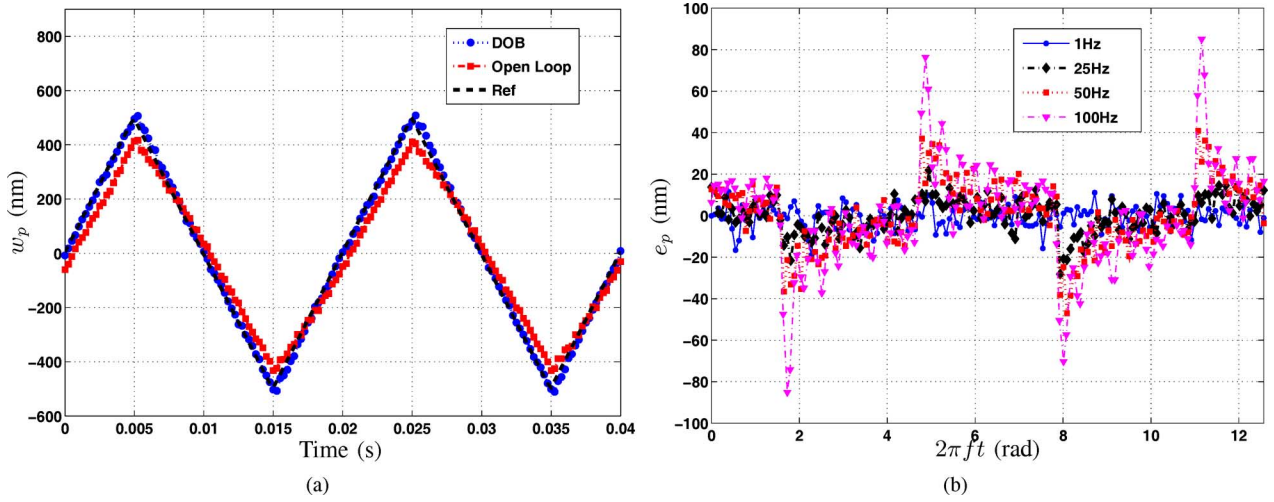 800
600
400
200
0
−200
−400
−600
w_p (nm)
DOB
Open Loop
Ref
0 0.005 0.01 0.015 0.02 0.025 0.03 0.035 0.04
Time (s)
(a)
100
80
60
40
20
0
−20
−40
−60
−80
−100
e_p (nm)
1Hz
25Hz
50Hz
100Hz
0 2 4 6 8 10 12
2πft (rad)
(b)